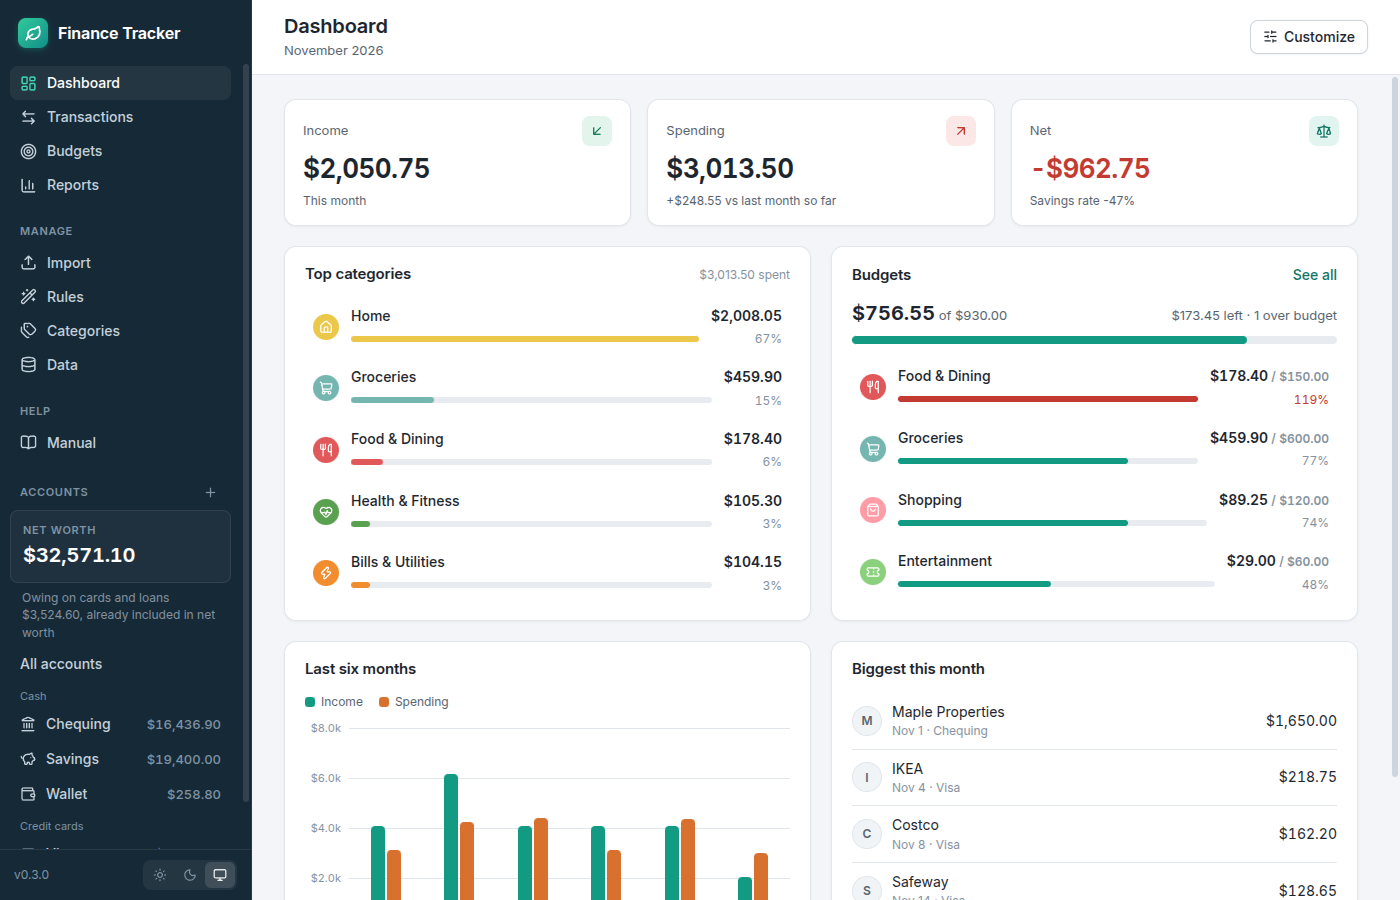 Finance Tracker
Dashboard
Transactions
Budgets
Reports
MANAGE
Import
Rules
Categories
Data
HELP
Manual
ACCOUNTS
NET WORTH
$32,571.10
Owing on cards and loans
$3,524.60, already included in net
worth
All accounts
Cash
Chequing $16,436.90
Savings $19,400.00
Wallet $258.80
Credit cards
v0.3.0
Dashboard
November 2026
Customize
Income
$2,050.75
This month
Spending
$3,013.50
+$248.55 vs last month so far
Net
-$962.75
Savings rate -47%
Top categories $3,013.50 spent
Home $2,008.05
67%
Groceries $459.90
15%
Food & Dining $178.40
6%
Health & Fitness $105.30
3%
Bills & Utilities $104.15
3%
Budgets See all
$756.55 of $930.00 $173.45 left · 1 over budget
Food & Dining $178.40 / $150.00
119%
Groceries $459.90 / $600.00
77%
Shopping $89.25 / $120.00
74%
Entertainment $29.00 / $60.00
48%
Last six months
Income Spending
$8.0k
$6.0k
$4.0k
$2.0k
Biggest this month
M Maple Properties $1,650.00
Nov 1 · Chequing
I IKEA $218.75
Nov 4 · Visa
C Costco $162.20
Nov 8 · Visa
S Safeway $128.65
Nov 14 · Visa